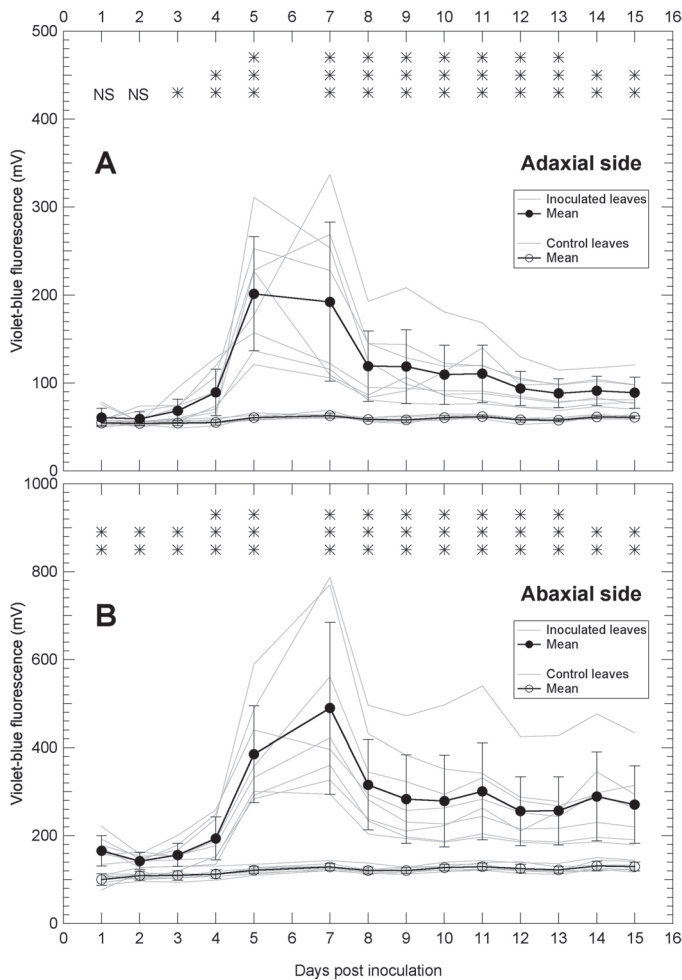 0 1 2 3 4 5 6 7 8 9 10 11 12 13 14 15 16
500
400
300
200
100
0
Violet-blue fluorescence (mV)
* * * * * * * *
* * * * * * * * * * *
NS NS * * * * * * * * * * * *
A
Adaxial side
Inoculated leaves
Mean
Control leaves
Mean
1000
800
600
400
200
0
Violet-blue fluorescence (mV)
* * * * * * * * *
* * * * * * * * * * * * * *
* * * * * * * * * * * * * *
B
Abaxial side
Inoculated leaves
Mean
Control leaves
Mean
0 1 2 3 4 5 6 7 8 9 10 11 12 13 14 15 16
Days post inoculation